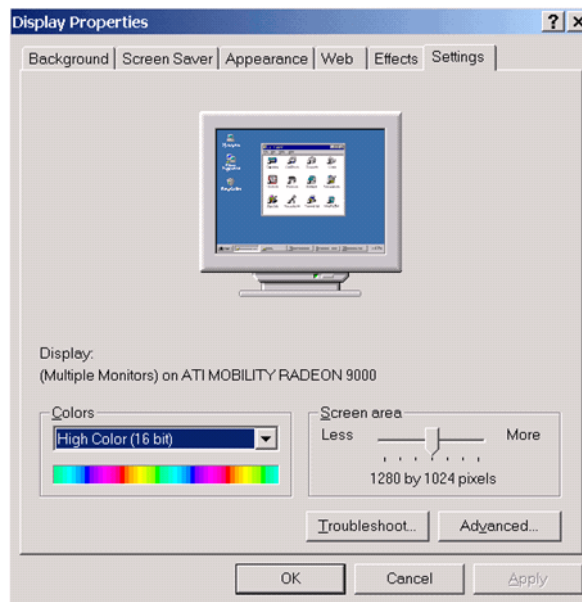 Display Properties
Background Screen Saver Appearance Web Effects Settings
Display:
(Multiple Monitors) on ATI MOBILITY RADEON 9000
Colors
High Color (16 bit)
Screen area
Less More
1280 by 1024 pixels
Troubleshoot... Advanced...
OK Cancel Apply